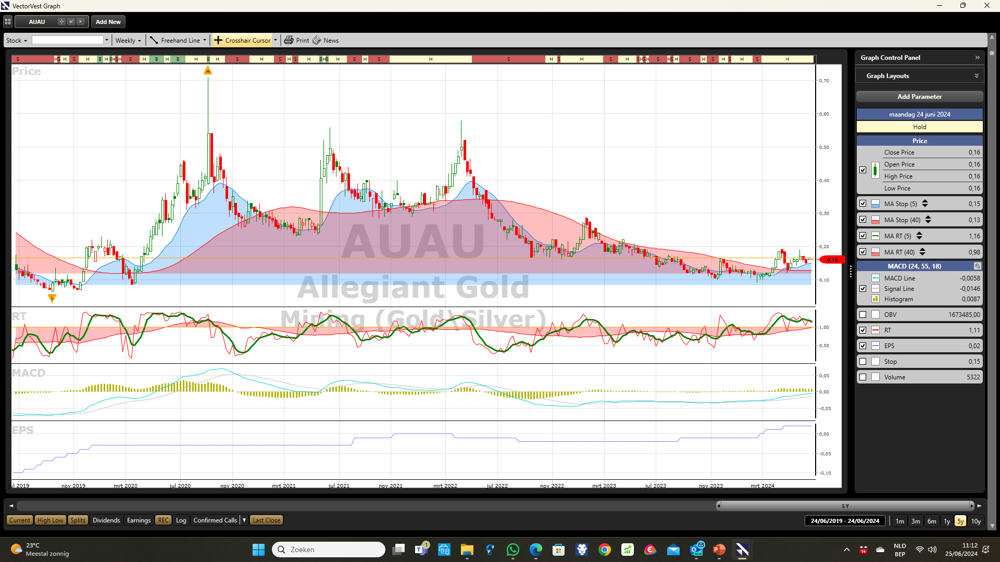 VectorVest Graph
AUAU
Add New
Stock
Weekly
Freehand Line
Crosshair Cursor
Print
News
S H S H S H B H B H S H S H B H B H B H S H S H S H B H B H S H S H S H S H S H S H S H S H S H S H S H S H S H S H
Price
H
L
0,70
0,60
0,50
0,40
0,30
0,20
0,16
0,10
AUAU
Allegiant Gold
Mining (Gold\Silver)
RT
1,00
0,50
MACD
0,05
0,00
-0,05
EPS
0,00
-0,05
-0,10
jul 2019 nov 2019 mrt 2020 jul 2020 nov 2020 mrt 2021 jul 2021 nov 2021 mrt 2022 jul 2022 nov 2022 mrt 2023 jul 2023 nov 2023 mrt 2024
5 Y
Current High Low Splits Dividends Earnings REC Log Confirmed Calls Last Close
24/06/2019 - 24/06/2024 1m 3m 6m 1y 5y 10y
Graph Control Panel
Graph Layouts
Add Parameter
maandag 24 juni 2024
Hold
Price
Close Price 0,16
Open Price 0,16
High Price 0,16
Low Price 0,16
MA Stop (5) 0,15
MA Stop (40) 0,13
MA RT (5) 1,16
MA RT (40) 0,98
MACD (24, 55, 18)
MACD Line -0,0058
Signal Line -0,0146
Histogram 0,0087
OBV 1673485,00
RT 1,11
EPS 0,02
Stop 0,15
Volume 5322
23°C
Meestal zonnig
Zoeken
1
NEW
14
NLD
BEP
11:12
25/06/2024